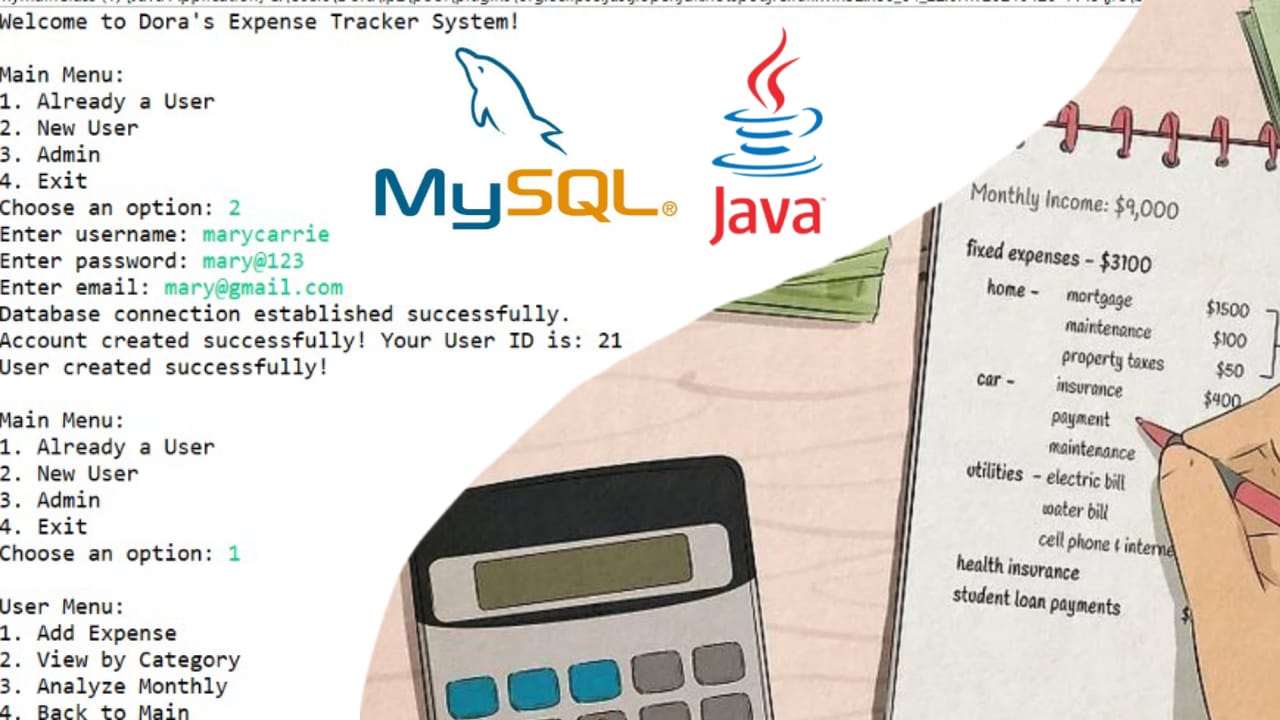 Welcome to Dora's Expense Tracker System!
Main Menu:
1. Already a User
2. New User
3. Admin
4. Exit
Choose an option: 2
Enter username: marycarrie
Enter password: mary@123
Enter email: mary@gmail.com
Database connection established successfully.
Account created successfully! Your User ID is: 21
User created successfully!
Main Menu:
1. Already a User
2. New User
3. Admin
4. Exit
Choose an option: 1
User Menu:
1. Add Expense
2. View by Category
3. Analyze Monthly
4. Back to Main
MySQL®
Java™
Monthly Income: $9,000
fixed expenses - $3100
home - mortgage $1500
maintenance $100
property taxes $50
car - insurance $400
payment
maintenance
utilities - electric bill
water bill
cell phone & interne
health insurance
student loan payments $